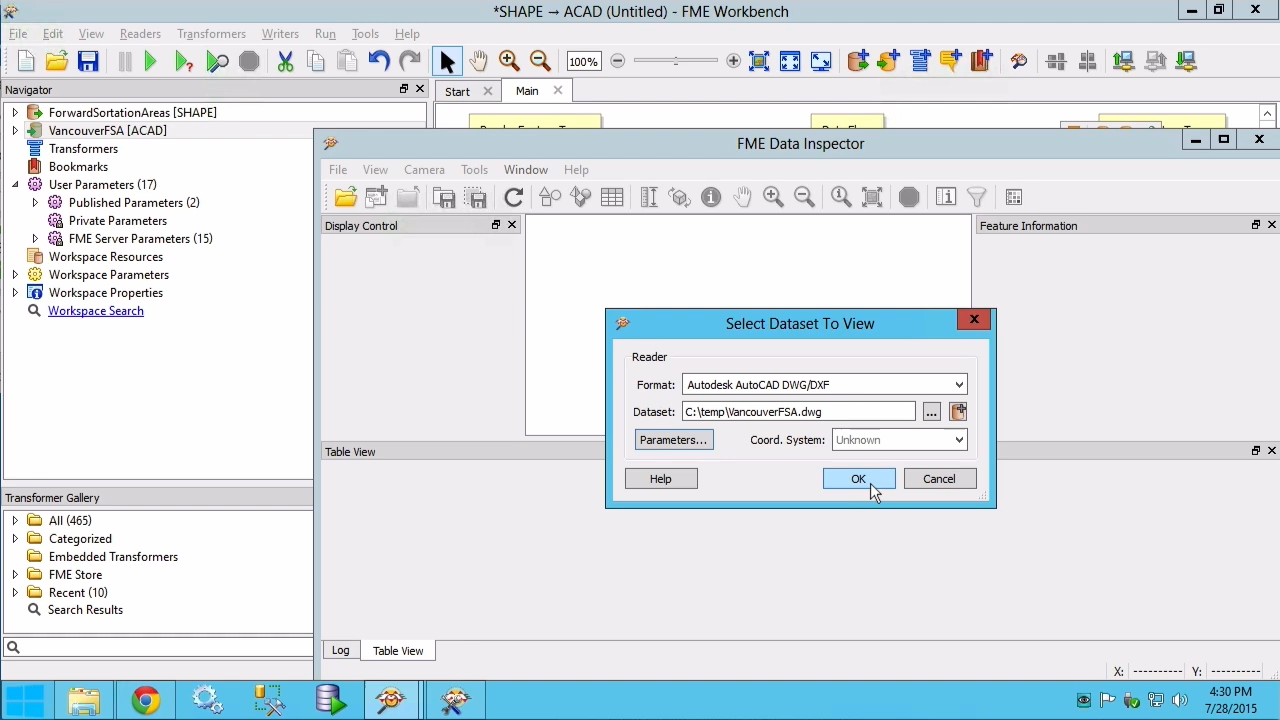 *SHAPE → ACAD (Untitled) - FME Workbench
File Edit View Readers Transformers Writers Run Tools Help
100%
Navigator
Start Main
ForwardSortationAreas [SHAPE]
VancouverFSA [ACAD]
Transformers
Bookmarks
User Parameters (17)
Published Parameters (2)
Private Parameters
FME Server Parameters (15)
Workspace Resources
Workspace Parameters
Workspace Properties
Workspace Search
Transformer Gallery
All (465)
Categorized
Embedded Transformers
FME Store
Recent (10)
Search Results
FME Data Inspector
File View Camera Tools Window Help
Display Control
Feature Information
Table View
Select Dataset To View
Reader
Format: Autodesk AutoCAD DWG/DXF
Dataset: C:\temp\VancouverFSA.dwg ...
Parameters... Coord. System: Unknown
Help OK Cancel
Log Table View
X: ---------- Y: ----------
4:30 PM
7/28/2015